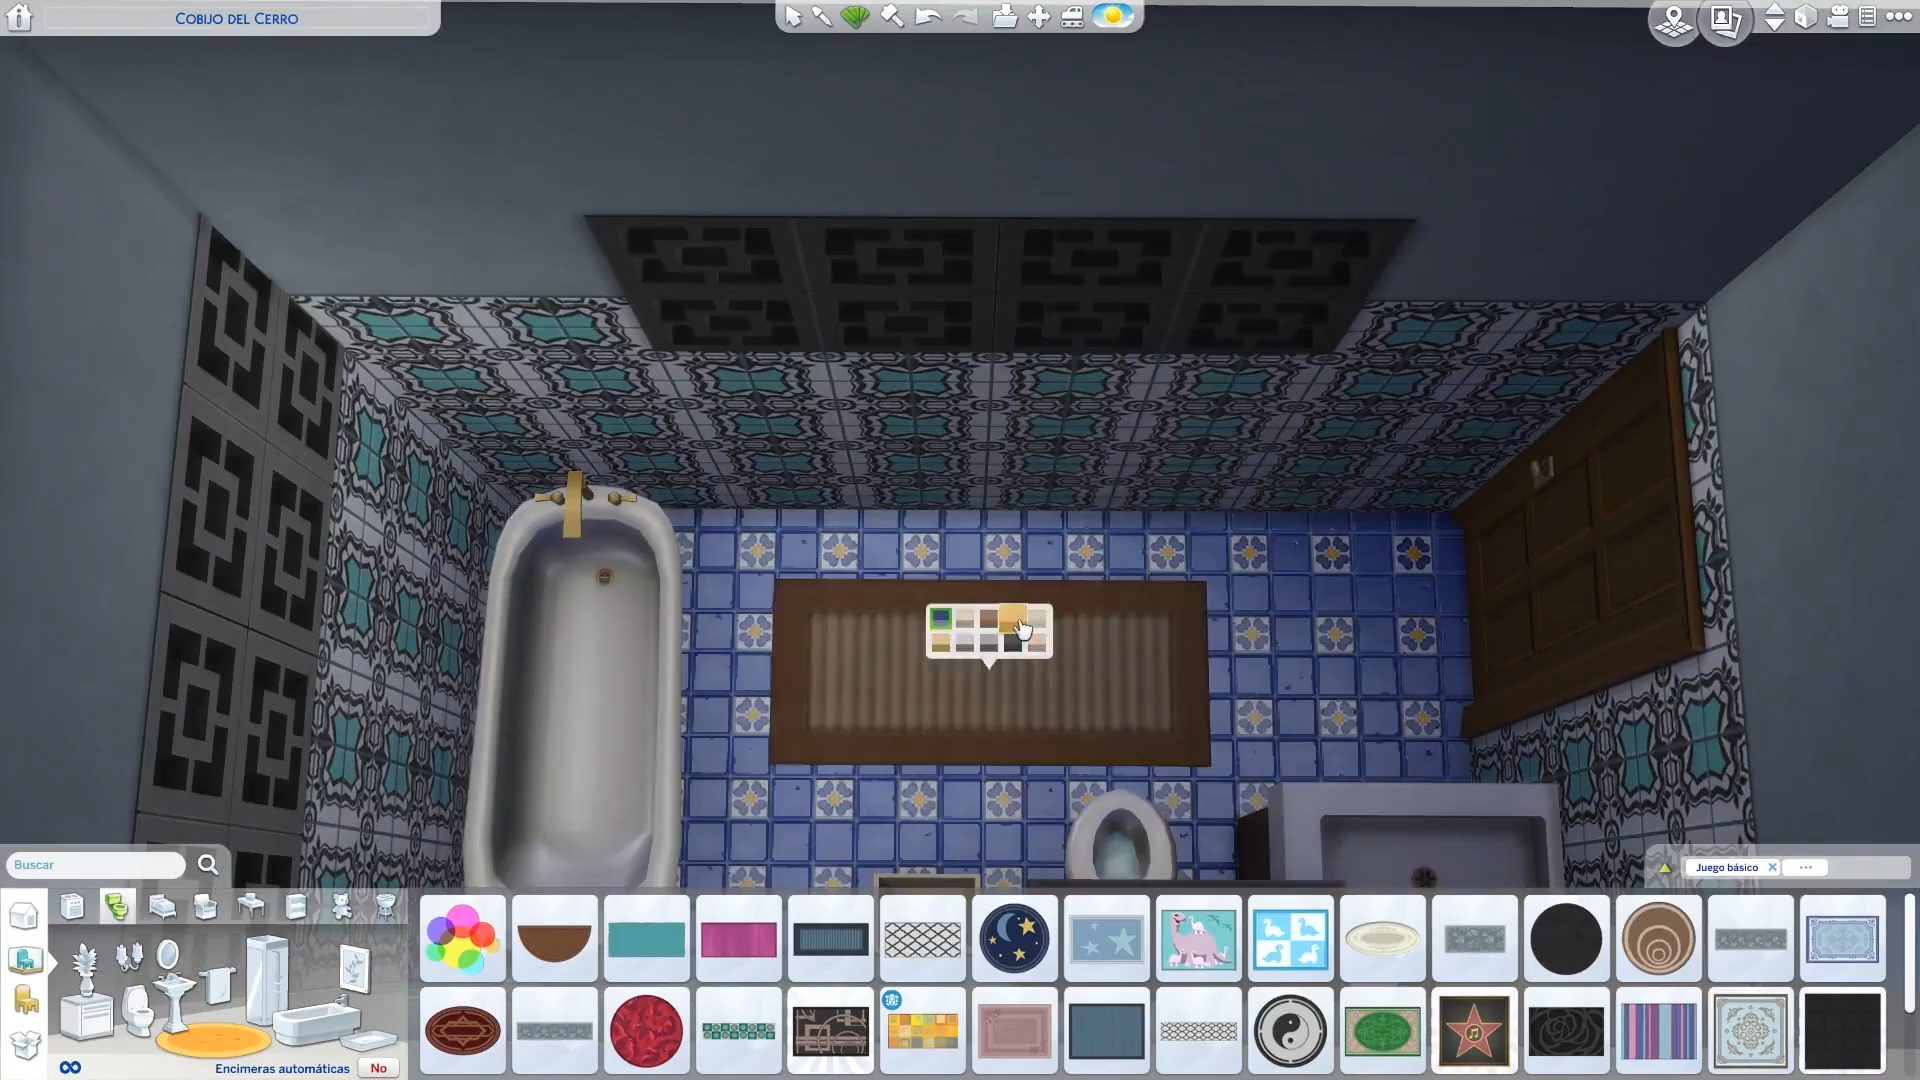 COBIJO DEL CERRO
Buscar
Juego básico
Encimeras automáticas
No